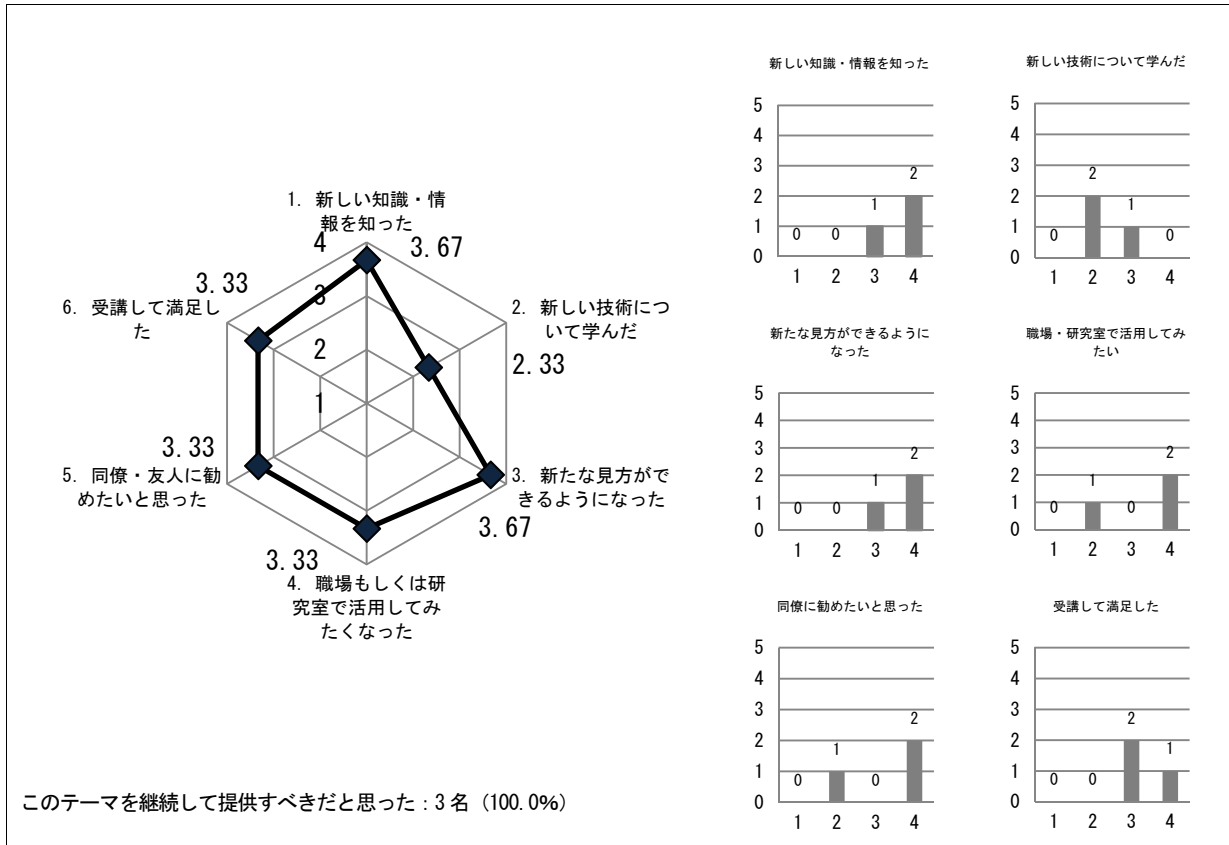 1. 新しい知識・情
報を知った
4
3.67
3
2
1
2. 新しい技術につ
いて学んだ
2.33
3. 新たな見方がで
きるようになった
3.67
3.33
4. 職場もしくは研
究室で活用してみ
たくなった
3.33
5. 同僚・友人に勧
めたいと思った
3.33
6. 受講して満足し
た
このテーマを継続して提供すべきだと思った:3名(100.0%)
新しい知識・情報を知った
5
4
3
2
1
0
0 0 1 2
1 2 3 4
新しい技術について学んだ
5
4
3
2
1
0
0 2 1 0
1 2 3 4
新たな見方ができるように
なった
5
4
3
2
1
0
0 0 1 2
1 2 3 4
職場・研究室で活用してみ
たい
5
4
3
2
1
0
0 1 0 2
1 2 3 4
同僚に勧めたいと思った
5
4
3
2
1
0
0 1 0 2
1 2 3 4
受講して満足した
5
4
3
2
1
0
0 0 2 1
1 2 3 4